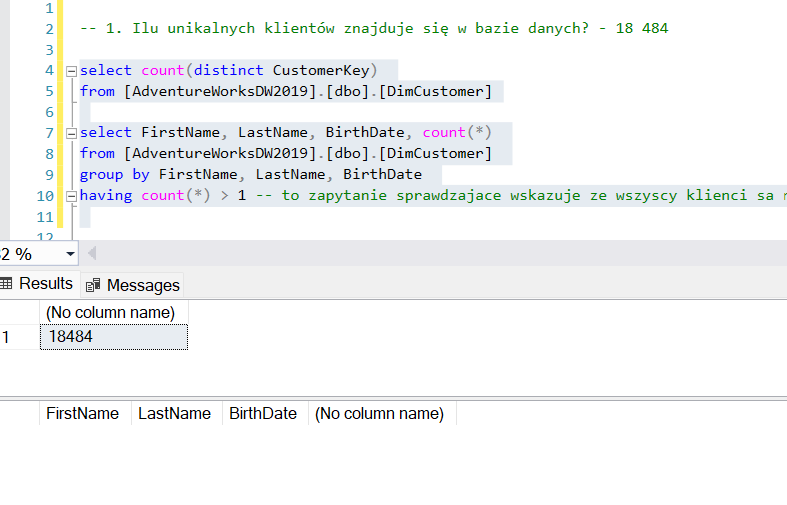 1
2 -- 1. Ilu unikalnych klientów znajduje się w bazie danych? - 18 484
3
4 select count(distinct CustomerKey)
5 from [AdventureWorksDW2019].[dbo].[DimCustomer]
6
7 select FirstName, LastName, BirthDate, count(*)
8 from [AdventureWorksDW2019].[dbo].[DimCustomer]
9 group by FirstName, LastName, BirthDate
10 having count(*) > 1 -- to zapytanie sprawdzajace wskazuje ze wszyscy klienci sa
11
12
%
Results Messages
(No column name)
1 18484
FirstName LastName BirthDate (No column name)